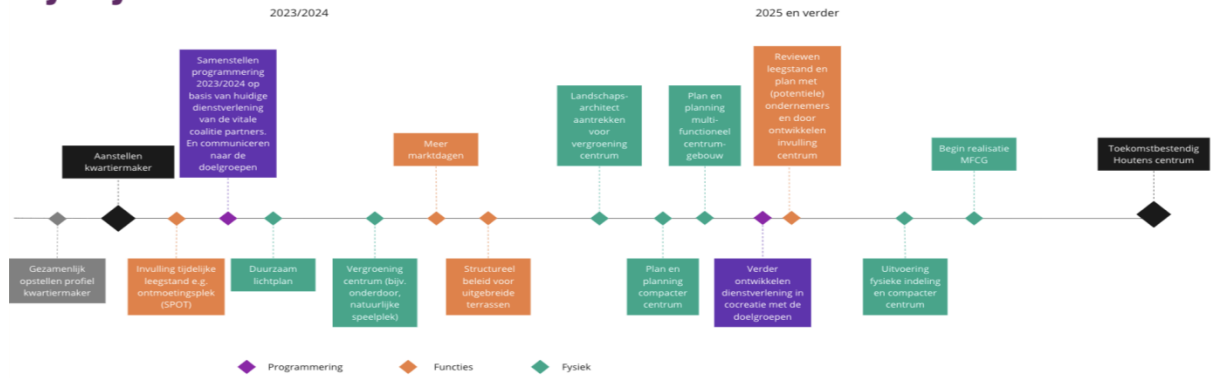 2023/2024
2025 en verder
Samenstellen
programmering
2023/2024 op
basis van huidige
dienstverlening
van de vitale
coalitie partners.
En communiceren
naar de
doelgroepen
Reviewen
leegstand en
plan met
(potentiele)
ondernemers
en door
ontwikkelen
invulling
centrum
Landschaps-
architect
aantrekken
voor
vergroening
centrum
Plan en
planning
multi-
functioneel
centrum-
gebouw
Aanstellen
kwartiermaker
Meer
marktdagen
Begin realisatie
MFCG
Toekomstbestendig
Houtens centrum
Gezamenlijk
opstellen profiel
kwartiermaker
Invulling tijdelijke
leegstand e.g.
ontmoetingsplek
(SPOT)
Duurzaam
lichtplan
Vergroening
centrum (bijv.
onderdoor,
natuurlijke
speelplek)
Structureel
beleid voor
uitgebreide
terrassen
Plan en
planning
compacter
centrum
Verder
ontwikkelen
dienstverlening in
cocreatie met de
doelgroepen
Uitvoering
fysieke indeling
en compacter
centrum
Programmering
Functies
Fysiek